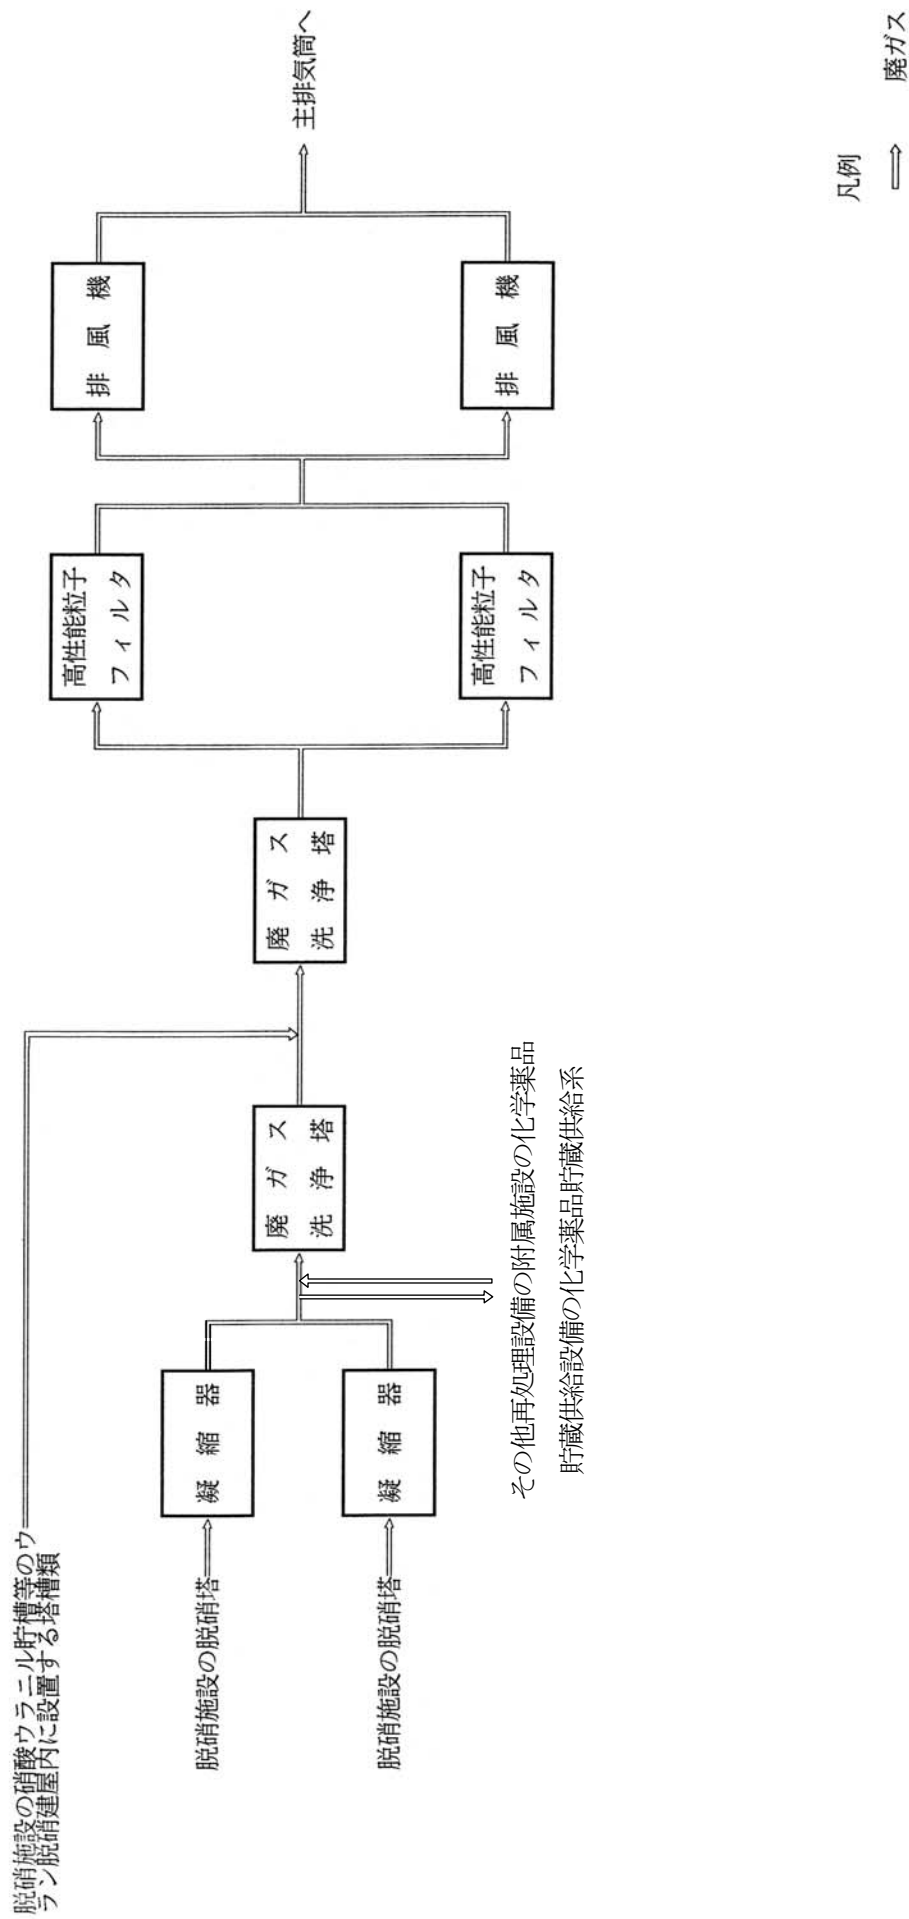 脱硝施設の硝酸ウラニル貯槽等のウ
ラン脱硝建屋内に設置する塔槽類
脱硝施設の脱硝塔
凝縮器
脱硝施設の脱硝塔
凝縮器
その他再処理設備の附属施設の化学薬品
貯蔵供給設備の化学薬品貯蔵供給系
廃ガス
洗浄塔
廃ガス
洗浄塔
高性能粒子
フィルタ
高性能粒子
フィルタ
排風機
排風機
主排気筒へ
凡例
廃ガス